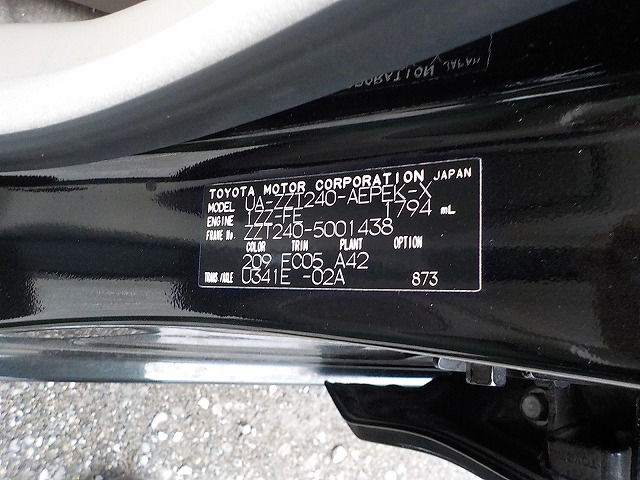 TOYOTA MOTOR CORPORATION JAPAN
MODEL UA-ZZT240-AEPEK-X
ENGINE 1ZZ-FE 1794 mL
FRAME No. ZZT240-5001438
COLOR TRIM PLANT OPTION
209 EC05 A42
TRANS./AXLE U341E -02A 873